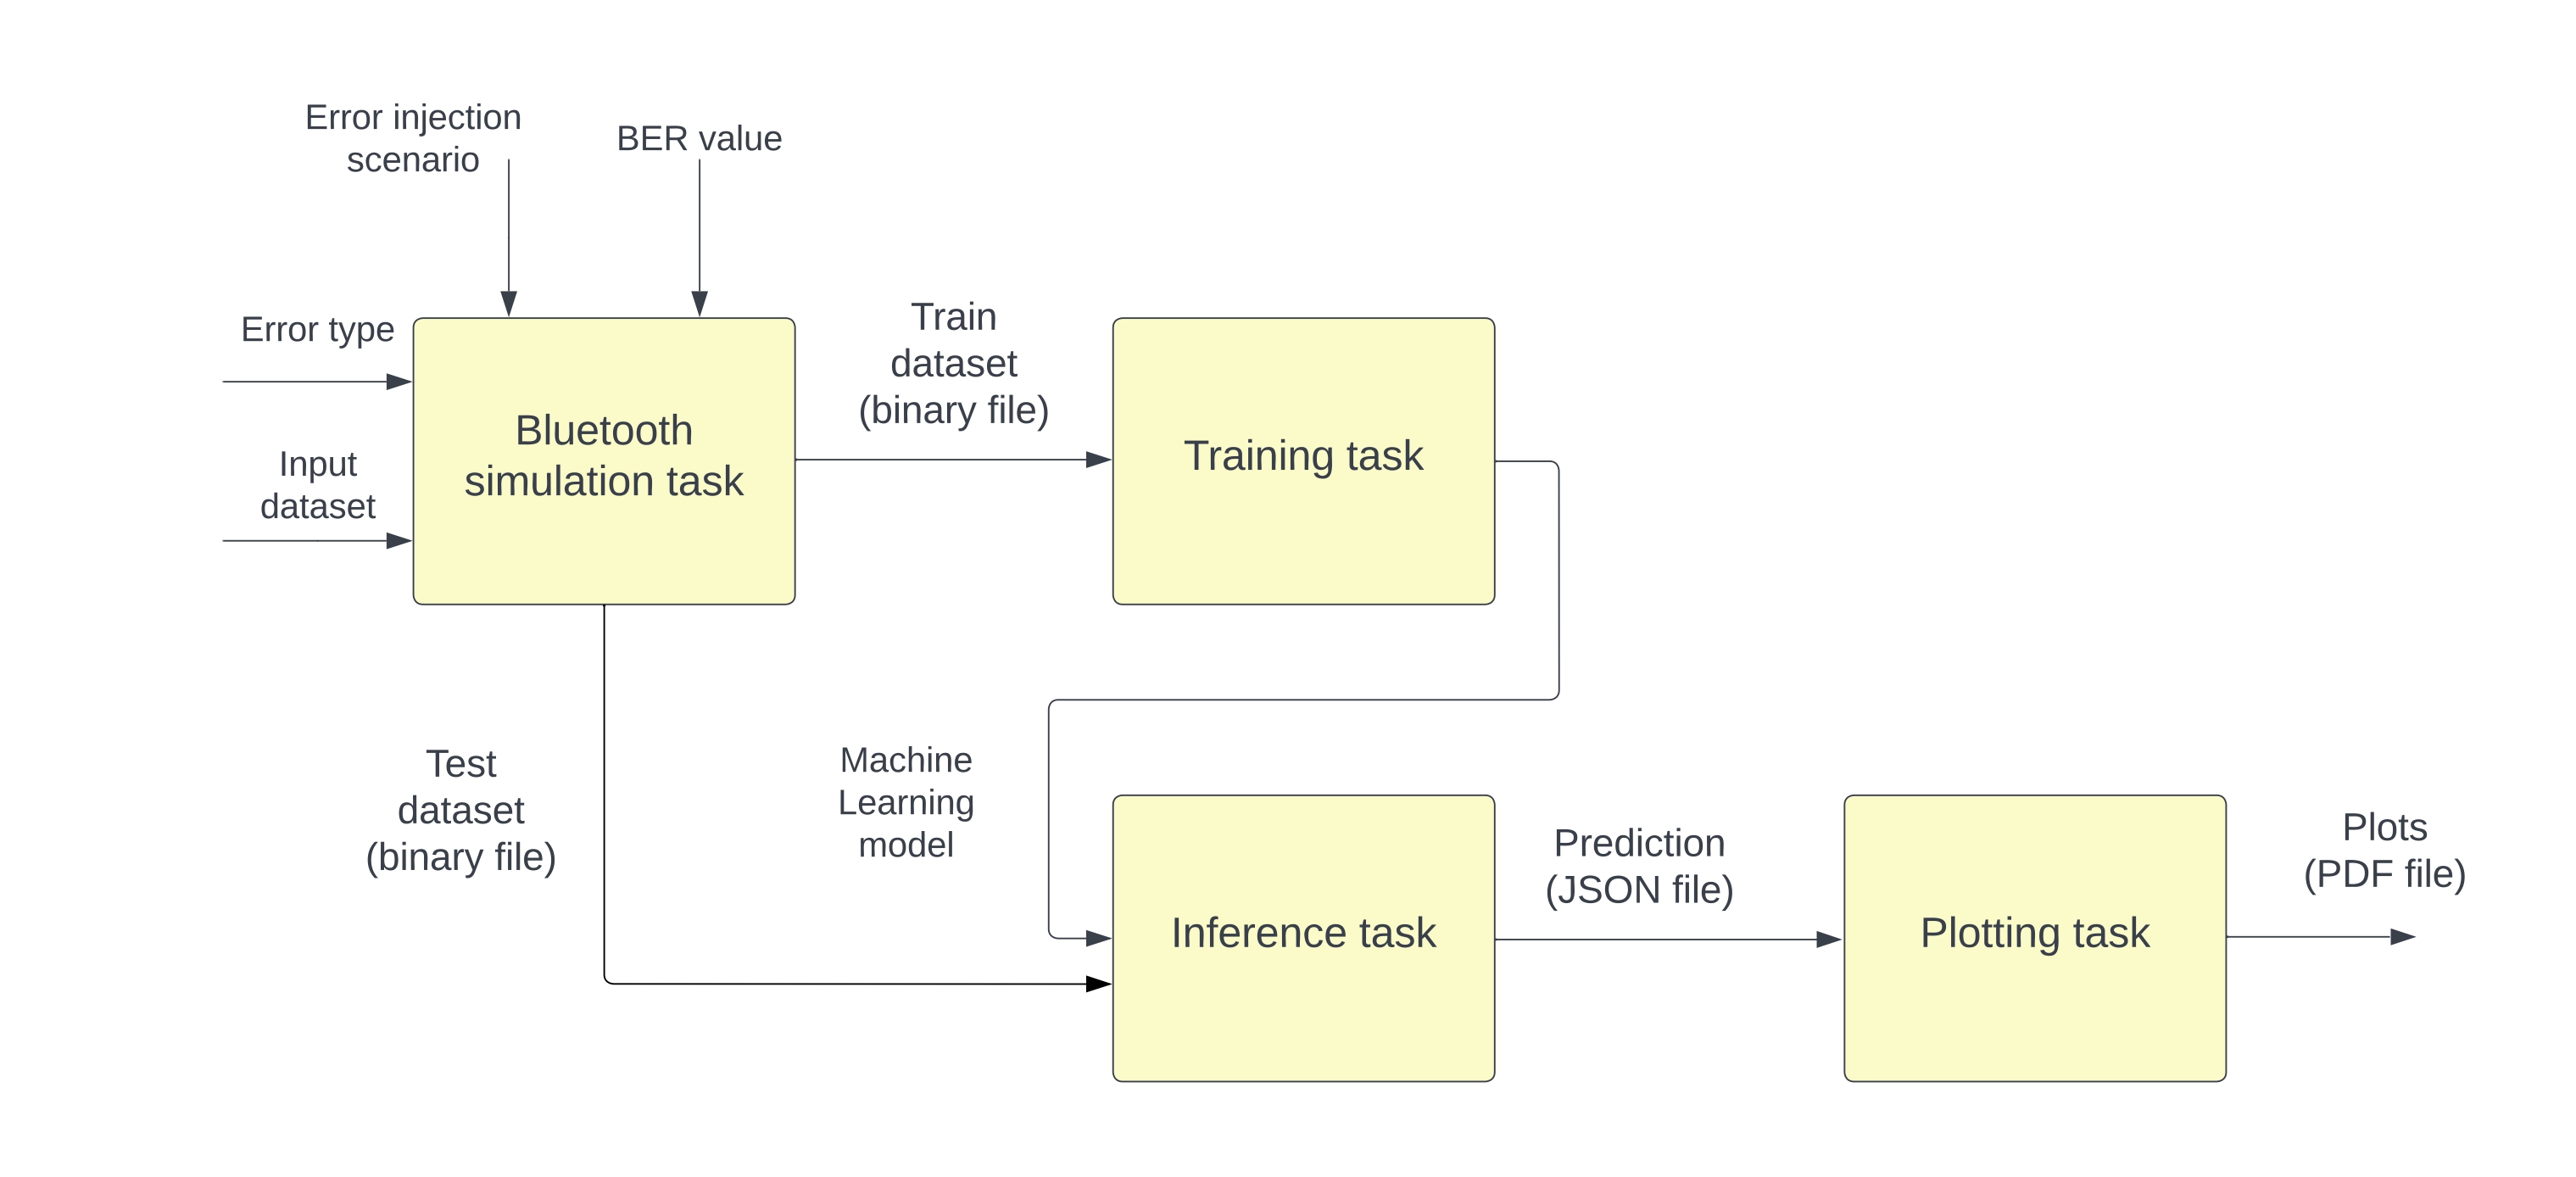 Error injection
scenario
BER value
Error type
Input
dataset
Bluetooth
simulation task
Train
dataset
(binary file)
Training task
Test
dataset
(binary file)
Machine
Learning
model
Inference task
Prediction
(JSON file)
Plotting task
Plots
(PDF file)